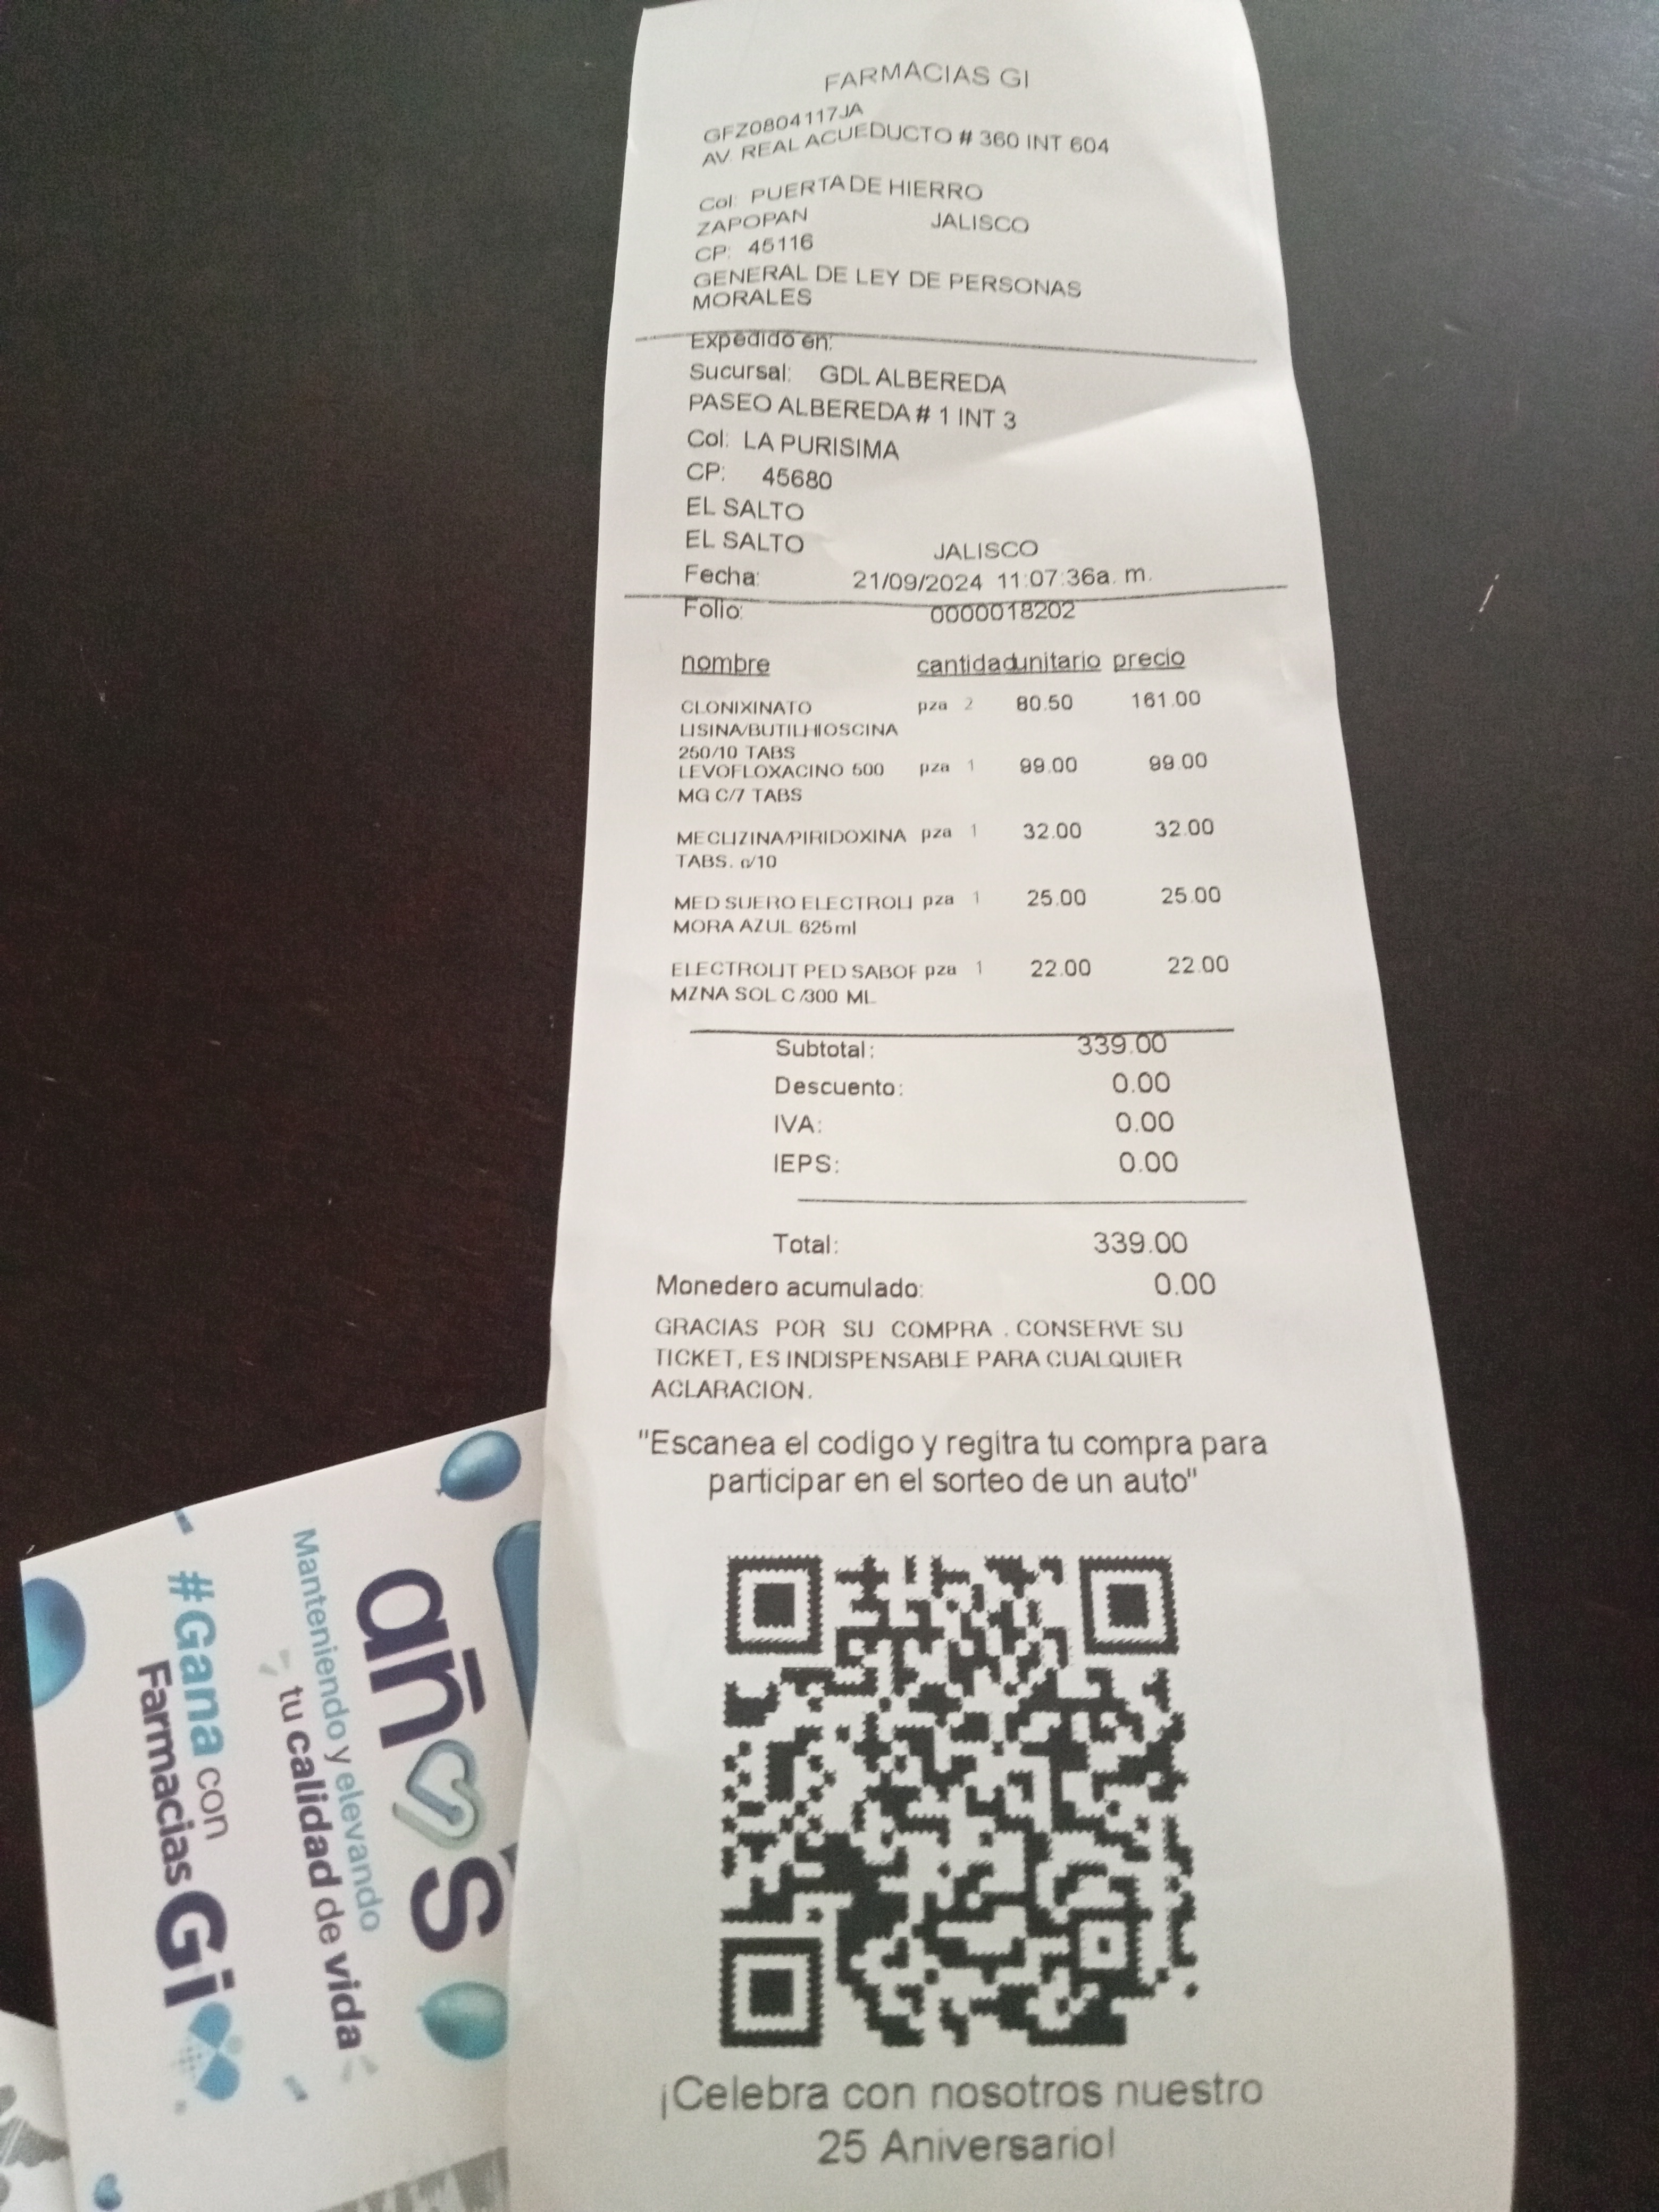 FARMACIAS GI
GFZ0804117JA
AV. REAL ACUEDUCTO # 360 INT 604
Col: PUERTA DE HIERRO
ZAPOPAN JALISCO
CP: 45116
GENERAL DE LEY DE PERSONAS
MORALES
Expedido en:
Sucursal: GDL ALBEREDA
PASEO ALBEREDA # 1 INT 3
Col: LA PURISIMA
CP: 45680
EL SALTO
EL SALTO JALISCO
Fecha: 21/09/2024 11:07:36a. m.
Folio: 0000018202
nombre cantidadunitario precio
CLONIXINATO pza 2 80.50 161.00
LISINA/BUTILHIOSCINA
250/10 TABS
LEVOFLOXACINO 500 pza 1 99.00 99.00
MG C/7 TABS
MECLIZINA/PIRIDOXINA pza 1 32.00 32.00
TABS. c/10
MED SUERO ELECTROLI pza 1 25.00 25.00
MORA AZUL 625ml
ELECTROLIT PED SABOR pza 1 22.00 22.00
MZNA SOL C/300 ML
Subtotal: 339.00
Descuento: 0.00
IVA: 0.00
IEPS: 0.00
Total: 339.00
Monedero acumulado: 0.00
GRACIAS POR SU COMPRA . CONSERVE SU
TICKET, ES INDISPENSABLE PARA CUALQUIER
ACLARACION.
"Escanea el codigo y regitra tu compra para
participar en el sorteo de un auto"
¡Celebra con nosotros nuestro
25 Aniversario!
años
Manteniendo y elevando
tu calidad de vida
#Gana con
Farmacias Gi